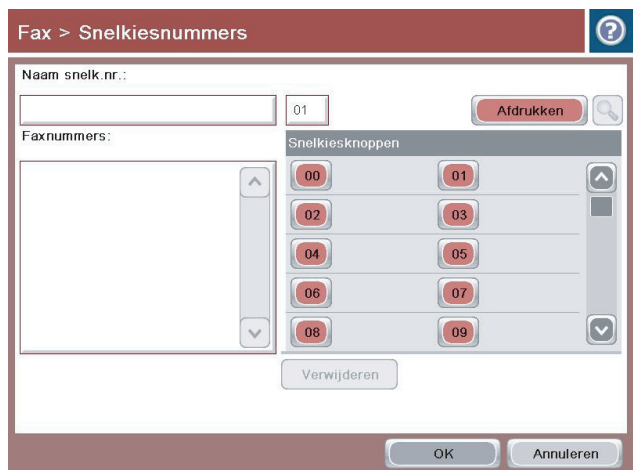 Fax > Snelkiesnummers
Naam snelk.nr.:
01
Afdrukken
Faxnummers:
Snelkiesknoppen
00 01
02 03
04 05
06 07
08 09
Verwijderen
OK Annuleren